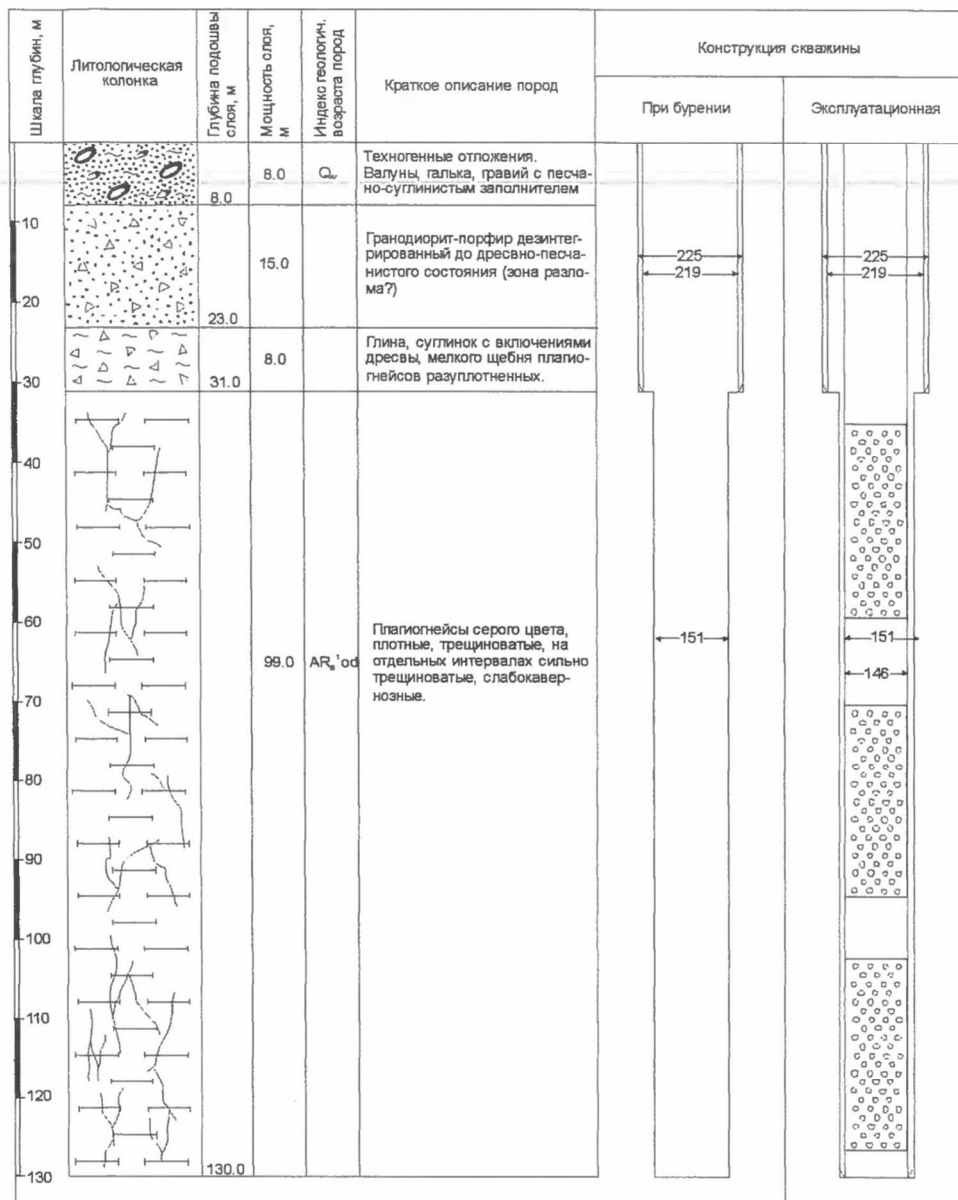 Шкала глубин, м
Литологическая
колонка
Глубина подошвы
слоя, м
Мощность слоя,
м
Индекс геологич.
возраста пород
Краткое описание пород
Конструкция скважины
При бурении
Эксплуатационная
8.0
8.0
Техногенные отложения.
Валуны, галька, гравий с песча-
но-суглинистым заполнителем
10
20
23.0
15.0
Гранодиорит-порфир дезинтег-
рированный до дресвно-песча-
нистого состояния (зона разло-
ма?)
225
219
225
219
30
31.0
8.0
Глина, суглинок с включениями
дресвы, мелкого щебня плагио-
гнейсов разуплотненных.
40
50
60
70
80
90
100
110
120
130
130.0
99.0
Плагиогнейсы серого цвета,
плотные, трещиноватые, на
отдельных интервалах сильно
трещиноватые, слабокавер-
нозные.
151
151
146